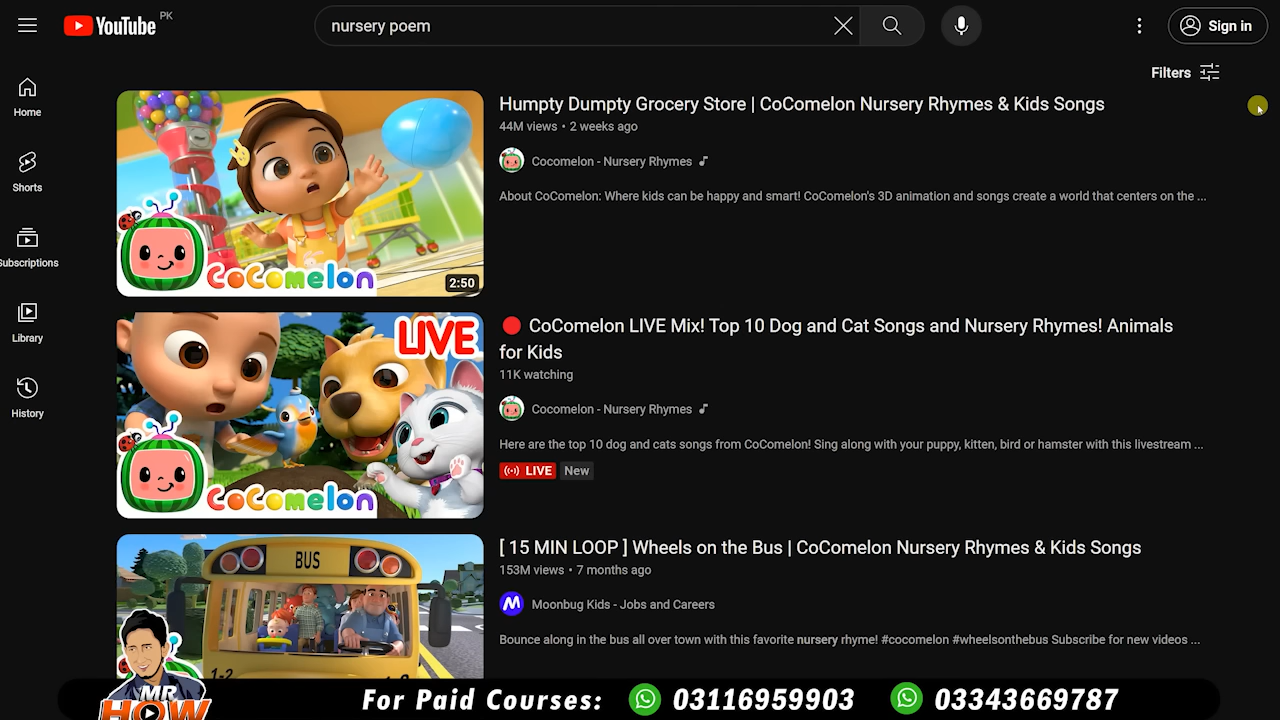 YouTube PK
nursery poem
Sign in
Filters
Home
Shorts
Subscriptions
Library
History
CoComelon
2:50
Humpty Dumpty Grocery Store | CoComelon Nursery Rhymes & Kids Songs
44M views • 2 weeks ago
Cocomelon - Nursery Rhymes
About CoComelon: Where kids can be happy and smart! CoComelon's 3D animation and songs create a world that centers on the ...
LIVE
CoComelon
CoComelon LIVE Mix! Top 10 Dog and Cat Songs and Nursery Rhymes! Animals
for Kids
11K watching
Cocomelon - Nursery Rhymes
Here are the top 10 dog and cats songs from CoComelon! Sing along with your puppy, kitten, bird or hamster with this livestream ...
LIVE New
BUS
1-2
[ 15 MIN LOOP ] Wheels on the Bus | CoComelon Nursery Rhymes & Kids Songs
153M views • 7 months ago
Moonbug Kids - Jobs and Careers
Bounce along in the bus all over town with this favorite nursery rhyme! #cocomelon #wheelsonthebus Subscribe for new videos ...
MR
HOW
For Paid Courses: 03116959903 03343669787